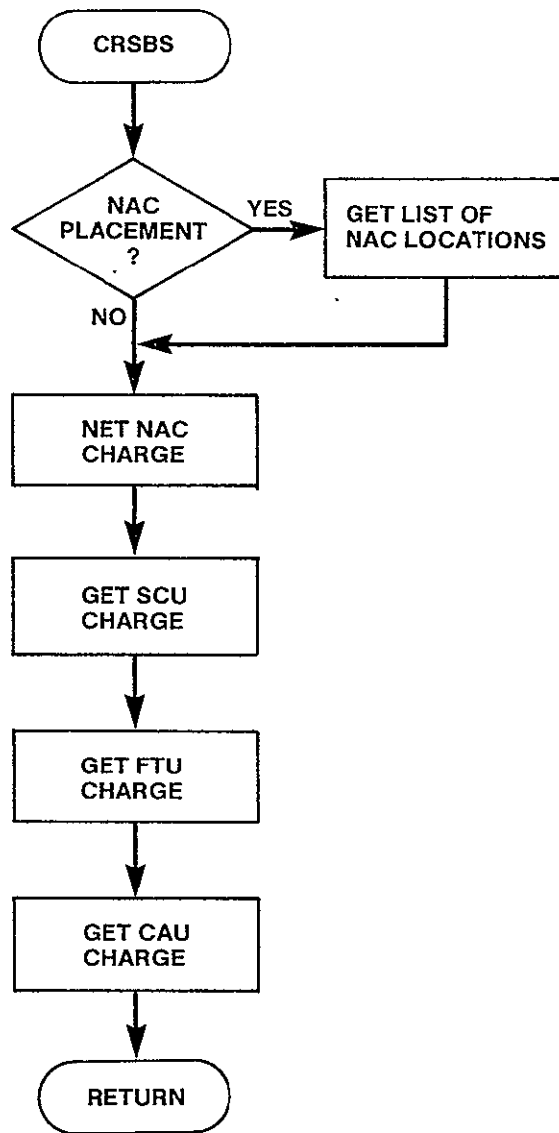 CRSBS
NAC
PLACEMENT
?
YES
GET LIST OF
NAC LOCATIONS
NO
NET NAC
CHARGE
GET SCU
CHARGE
GET FTU
CHARGE
GET CAU
CHARGE
RETURN